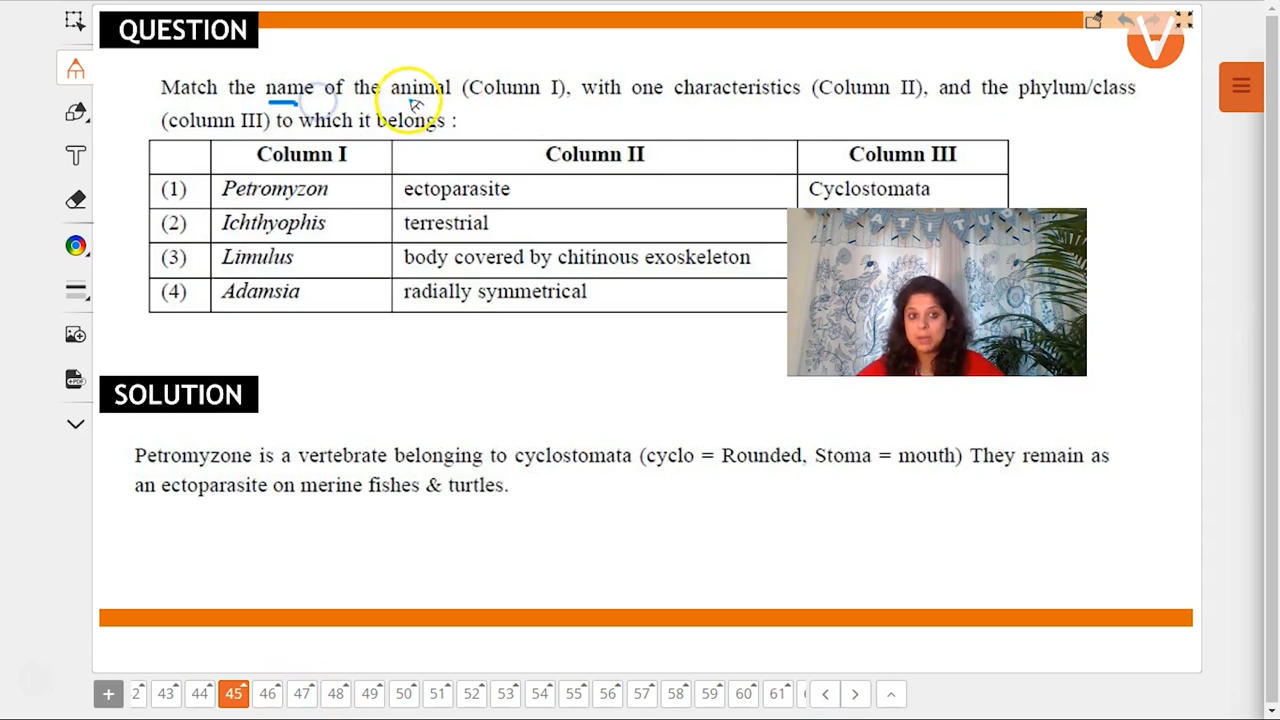 QUESTION
Match the name of the animal (Column I), with one characteristics (Column II), and the phylum/class
(column III) to which it belongs :
Column I Column II Column III
(1) Petromyzon ectoparasite Cyclostomata
(2) Ichthyophis terrestrial
(3) Limulus body covered by chitinous exoskeleton
(4) Adamsia radially symmetrical
SOLUTION
Petromyzone is a vertebrate belonging to cyclostomata (cyclo = Rounded, Stoma = mouth) They remain as
an ectoparasite on merine fishes & turtles.
2 43 44 45 46 47 48 49 50 51 52 53 54 55 56 57 58 59 60 61